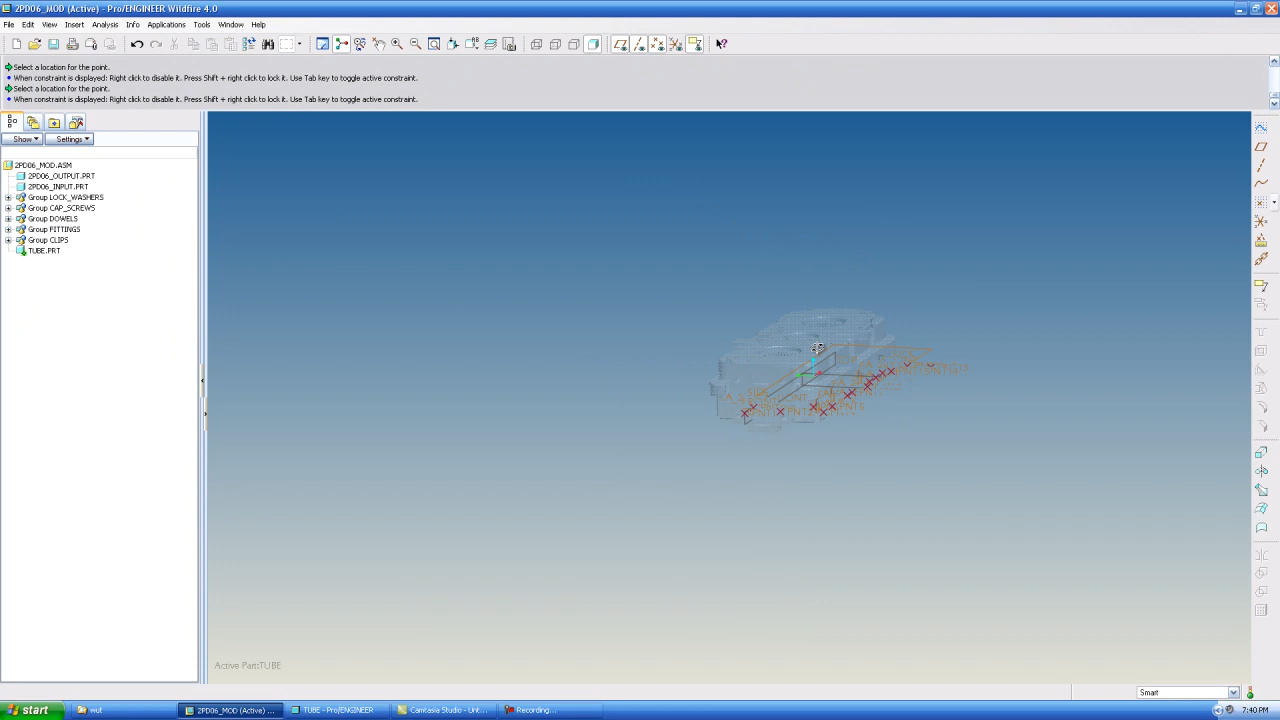 2PD06_MOD (Active) - Pro/ENGINEER Wildfire 4.0
File Edit View Insert Analysis Info Applications Tools Window Help
Select a location for the point.
When constraint is displayed: Right click to disable it. Press Shift + right click to lock it. Use Tab key to toggle active constraint.
Select a location for the point.
When constraint is displayed: Right click to disable it. Press Shift + right click to lock it. Use Tab key to toggle active constraint.
Show Settings
2PD06_MOD.ASM
2PD06_OUTPUT.PRT
2PD06_INPUT.PRT
Group LOCK_WASHERS
Group CAP_SCREWS
Group DOWELS
Group FITTINGS
Group CLIPS
TUBE.PRT
Active Part:TUBE
Smart
start wut 2PD06_MOD (Active) ... TUBE - Pro/ENGINEER Camtasia Studio - Unt... Recording... 7:40 PM